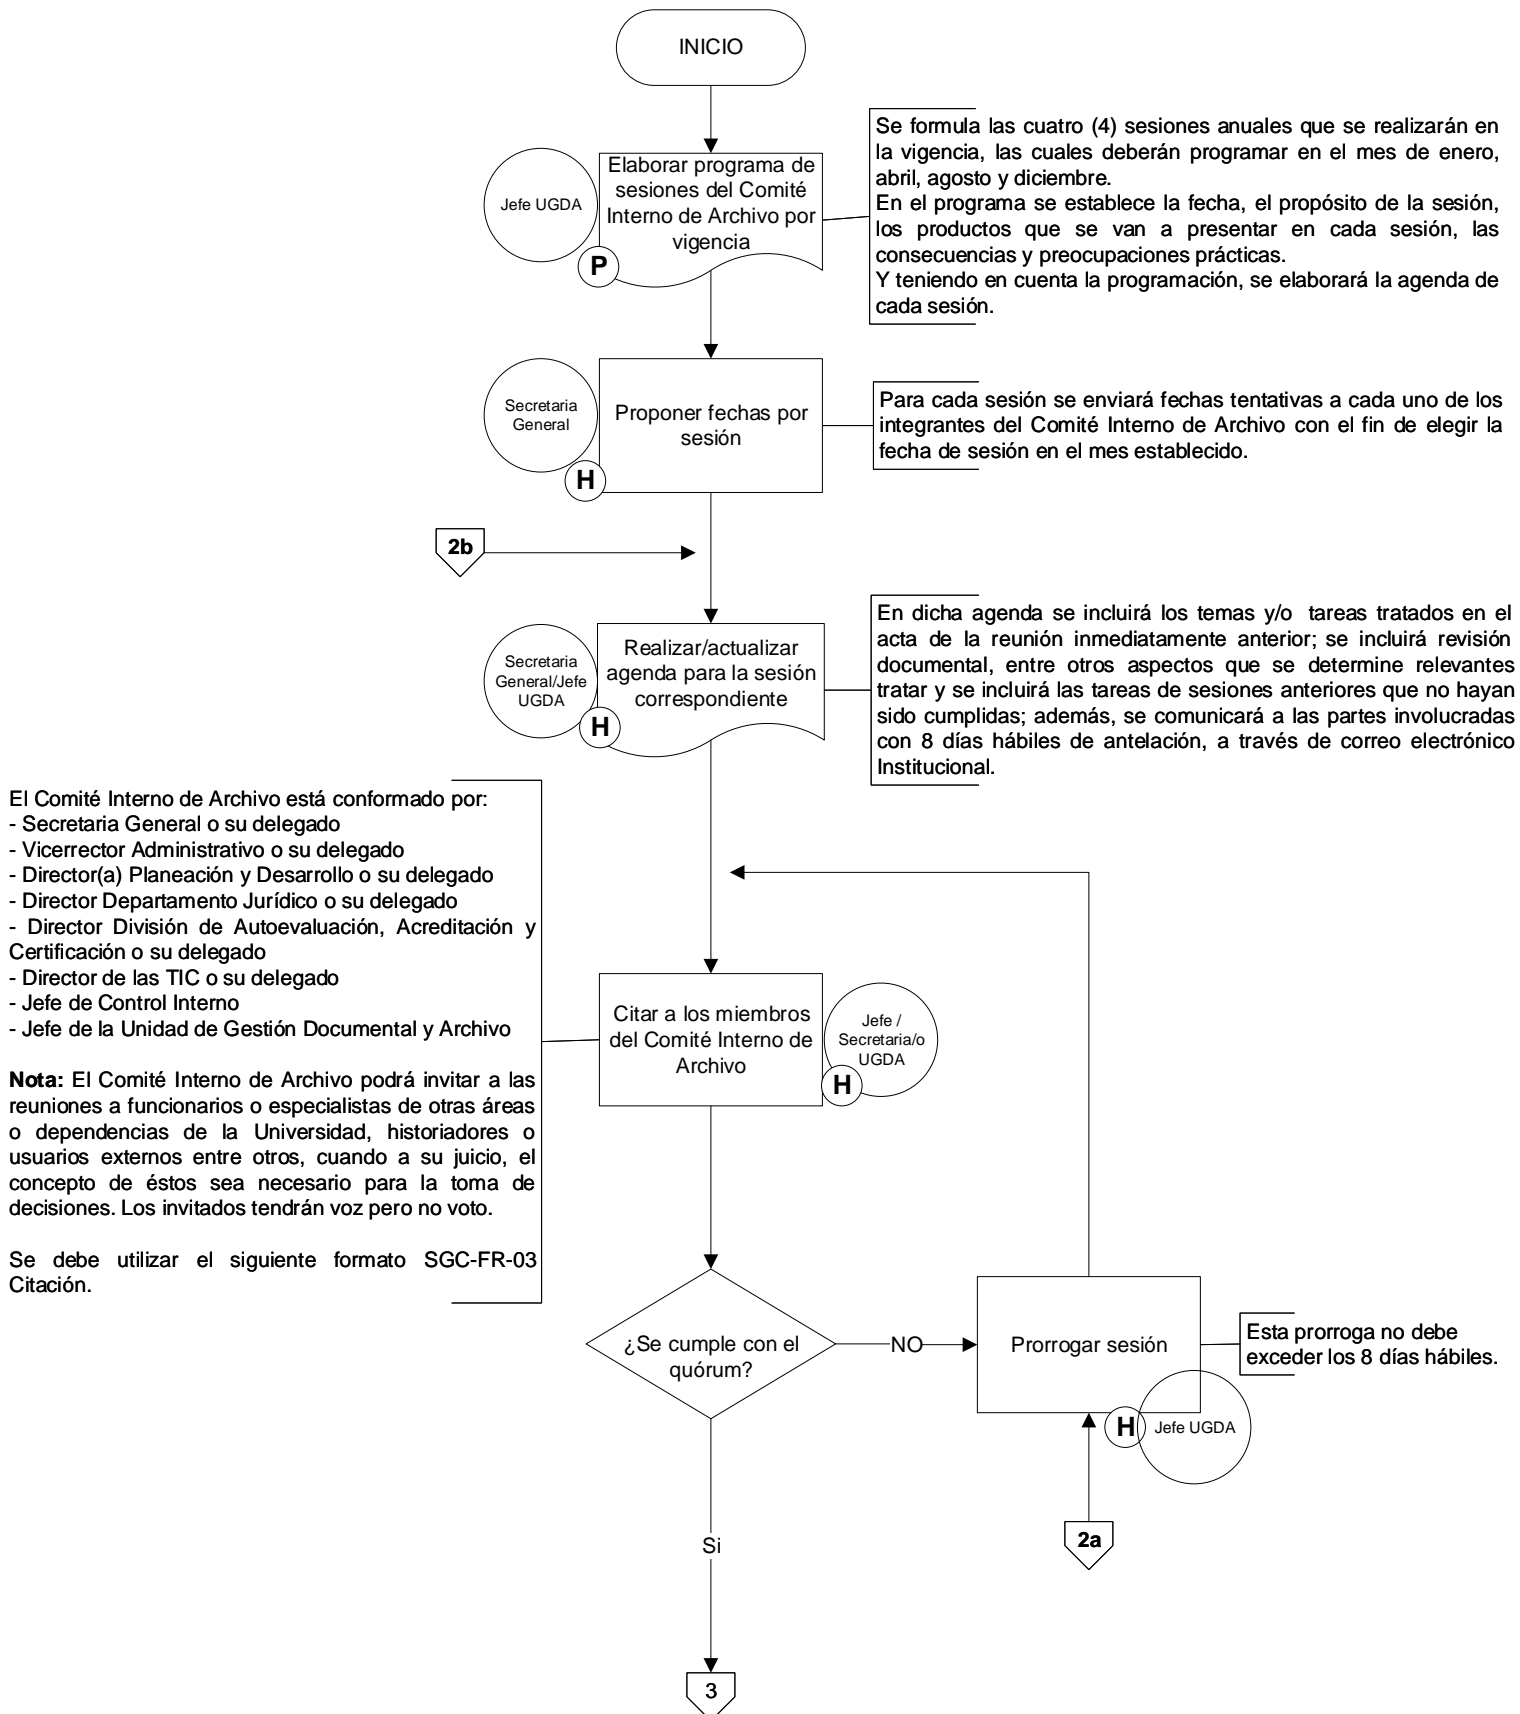 INICIO
Jefe UGDA
P
Elaborar programa de
sesiones del Comité
Interno de Archivo por
vigencia
Se formula las cuatro (4) sesiones anuales que se realizarán en
la vigencia, las cuales deberán programar en el mes de enero,
abril, agosto y diciembre.
En el programa se establece la fecha, el propósito de la sesión,
los productos que se van a presentar en cada sesión, las
consecuencias y preocupaciones prácticas.
Y teniendo en cuenta la programación, se elaborará la agenda de
cada sesión.
Secretaria
General
H
Proponer fechas por
sesión
Para cada sesión se enviará fechas tentativas a cada uno de los
integrantes del Comité Interno de Archivo con el fin de elegir la
fecha de sesión en el mes establecido.
2b
Secretaria
General/Jefe
UGDA
H
Realizar/actualizar
agenda para la sesión
correspondiente
En dicha agenda se incluirá los temas y/o tareas tratados en el
acta de la reunión inmediatamente anterior; se incluirá revisión
documental, entre otros aspectos que se determine relevantes
tratar y se incluirá las tareas de sesiones anteriores que no hayan
sido cumplidas; además, se comunicará a las partes involucradas
con 8 días hábiles de antelación, a través de correo electrónico
Institucional.
El Comité Interno de Archivo está conformado por:
- Secretaria General o su delegado
- Vicerrector Administrativo o su delegado
- Director(a) Planeación y Desarrollo o su delegado
- Director Departamento Jurídico o su delegado
- Director División de Autoevaluación, Acreditación y
Certificación o su delegado
- Director de las TIC o su delegado
- Jefe de Control Interno
- Jefe de la Unidad de Gestión Documental y Archivo
Nota: El Comité Interno de Archivo podrá invitar a las
reuniones a funcionarios o especialistas de otras áreas
o dependencias de la Universidad, historiadores o
usuarios externos entre otros, cuando a su juicio, el
concepto de éstos sea necesario para la toma de
decisiones. Los invitados tendrán voz pero no voto.
Se debe utilizar el siguiente formato SGC-FR-03
Citación.
Citar a los miembros
del Comité Interno de
Archivo
Jefe /
Secretaria/o
UGDA
H
¿Se cumple con el
quórum?
NO
Prorrogar sesión
Esta prorroga no debe
exceder los 8 días hábiles.
H
Jefe UGDA
2a
Si
3